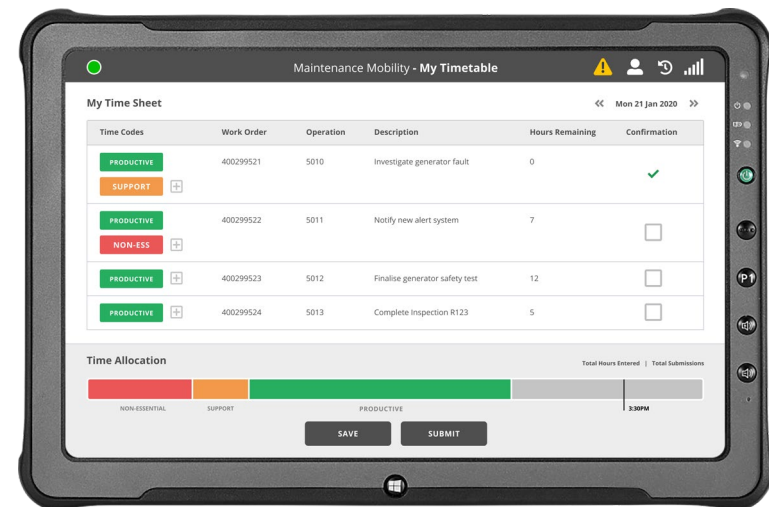 Maintenance Mobility - My Timetable
My Time Sheet
Mon 21 Jan 2020
Time Codes Work Order Operation Description Hours Remaining Confirmation
PRODUCTIVE 400299521 5010 Investigate generator fault 0
SUPPORT
PRODUCTIVE 400299522 5011 Notify new alert system 7
NON-ESS
PRODUCTIVE 400299523 5012 Finalise generator safety test 12
PRODUCTIVE 400299524 5013 Complete Inspection R123 5
Time Allocation
Total Hours Entered | Total Submissions
NON-ESSENTIAL SUPPORT PRODUCTIVE 3:30PM
SAVE SUBMIT
P1